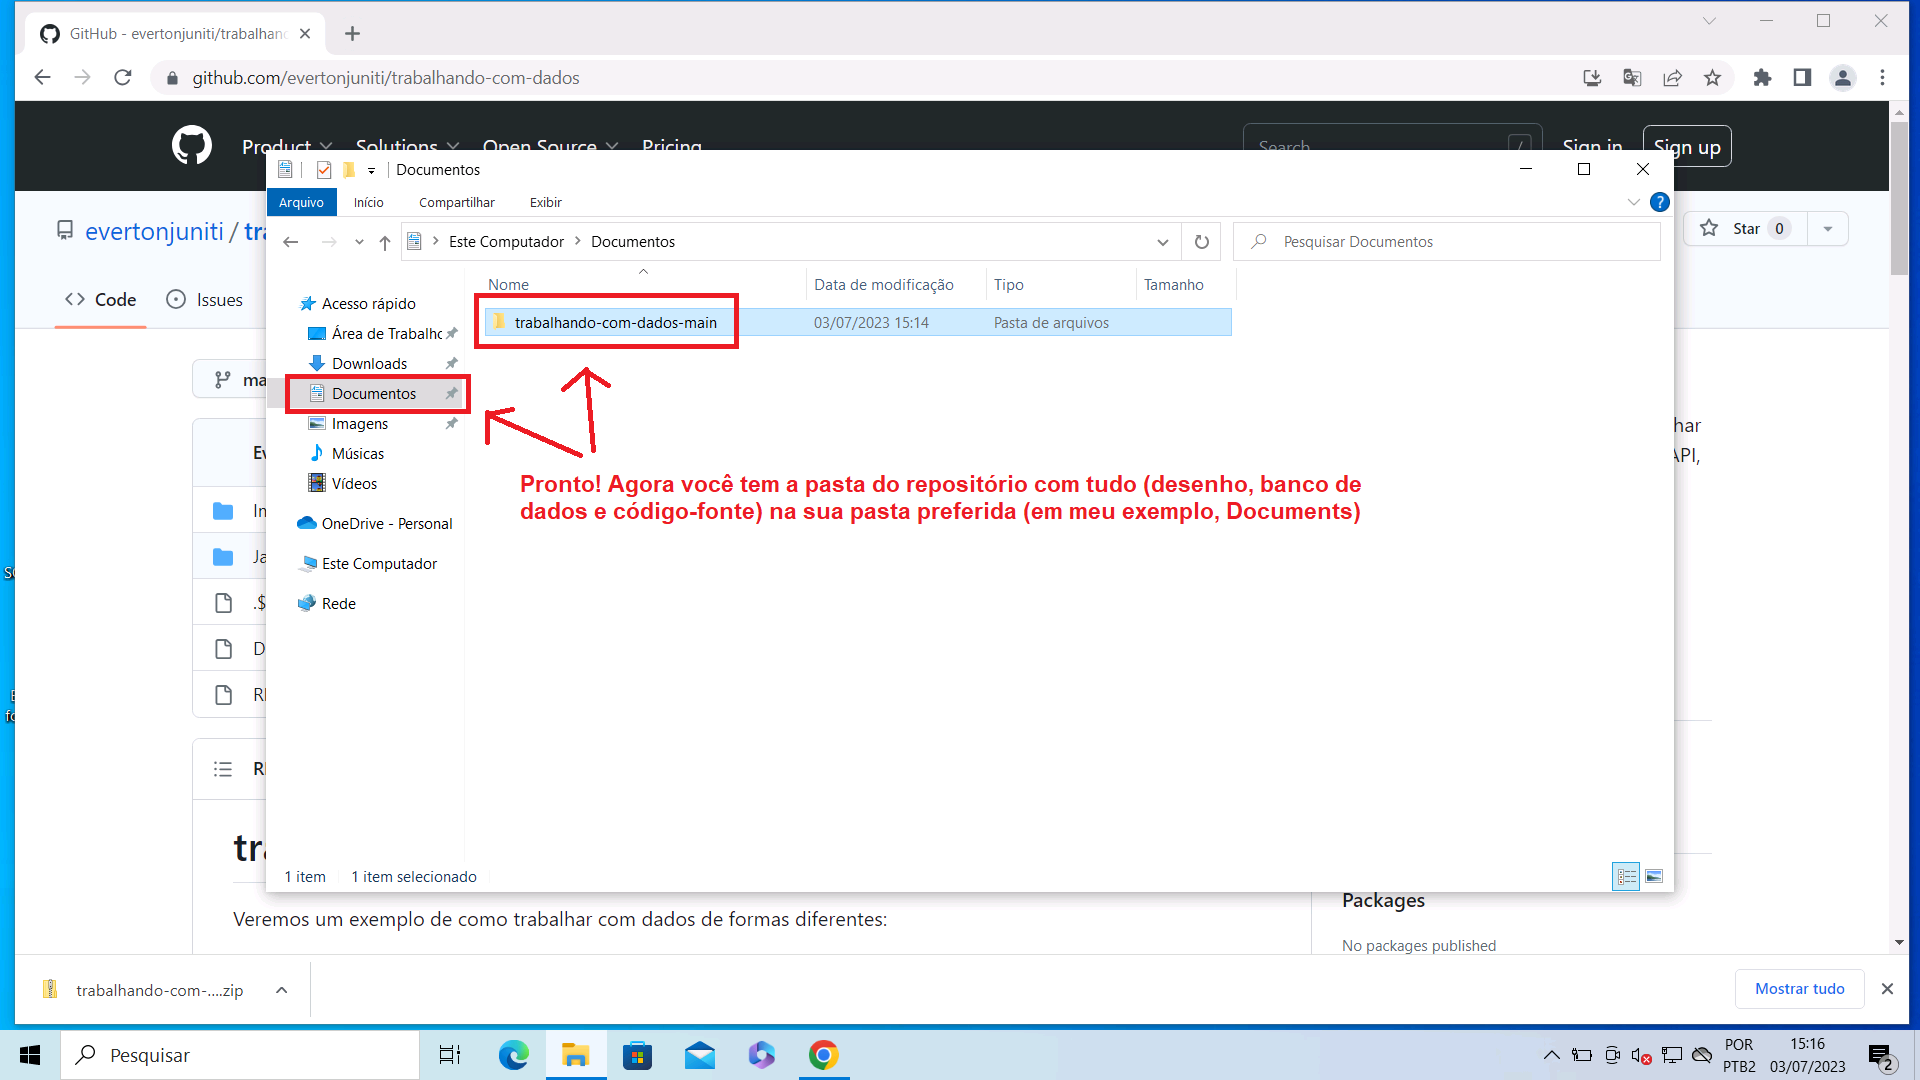 GitHub - evertonjuniti/trabalhand
github.com/evertonjuniti/trabalhando-com-dados
Product Solutions Open Source Pricing Search / Sign in Sign up
evertonjuniti / tra
Star 0
Code Issues
ma
Ev
In
Ja
.$
D
RE
har
API,
Documentos
Arquivo Início Compartilhar Exibir ?
Este Computador Documentos Pesquisar Documentos
Nome Data de modificação Tipo Tamanho
trabalhando-com-dados-main 03/07/2023 15:14 Pasta de arquivos
Acesso rápido
Área de Trabalho
Downloads
Documentos
Imagens
Músicas
Vídeos
OneDrive - Personal
Este Computador
Rede
Pronto! Agora você tem a pasta do repositório com tudo (desenho, banco de
dados e código-fonte) na sua pasta preferida (em meu exemplo, Documents)
1 item 1 item selecionado
Veremos um exemplo de como trabalhar com dados de formas diferentes:
Packages
No packages published
trabalhando-com-....zip
Mostrar tudo
Pesquisar
POR
PTB2
15:16
03/07/2023
2